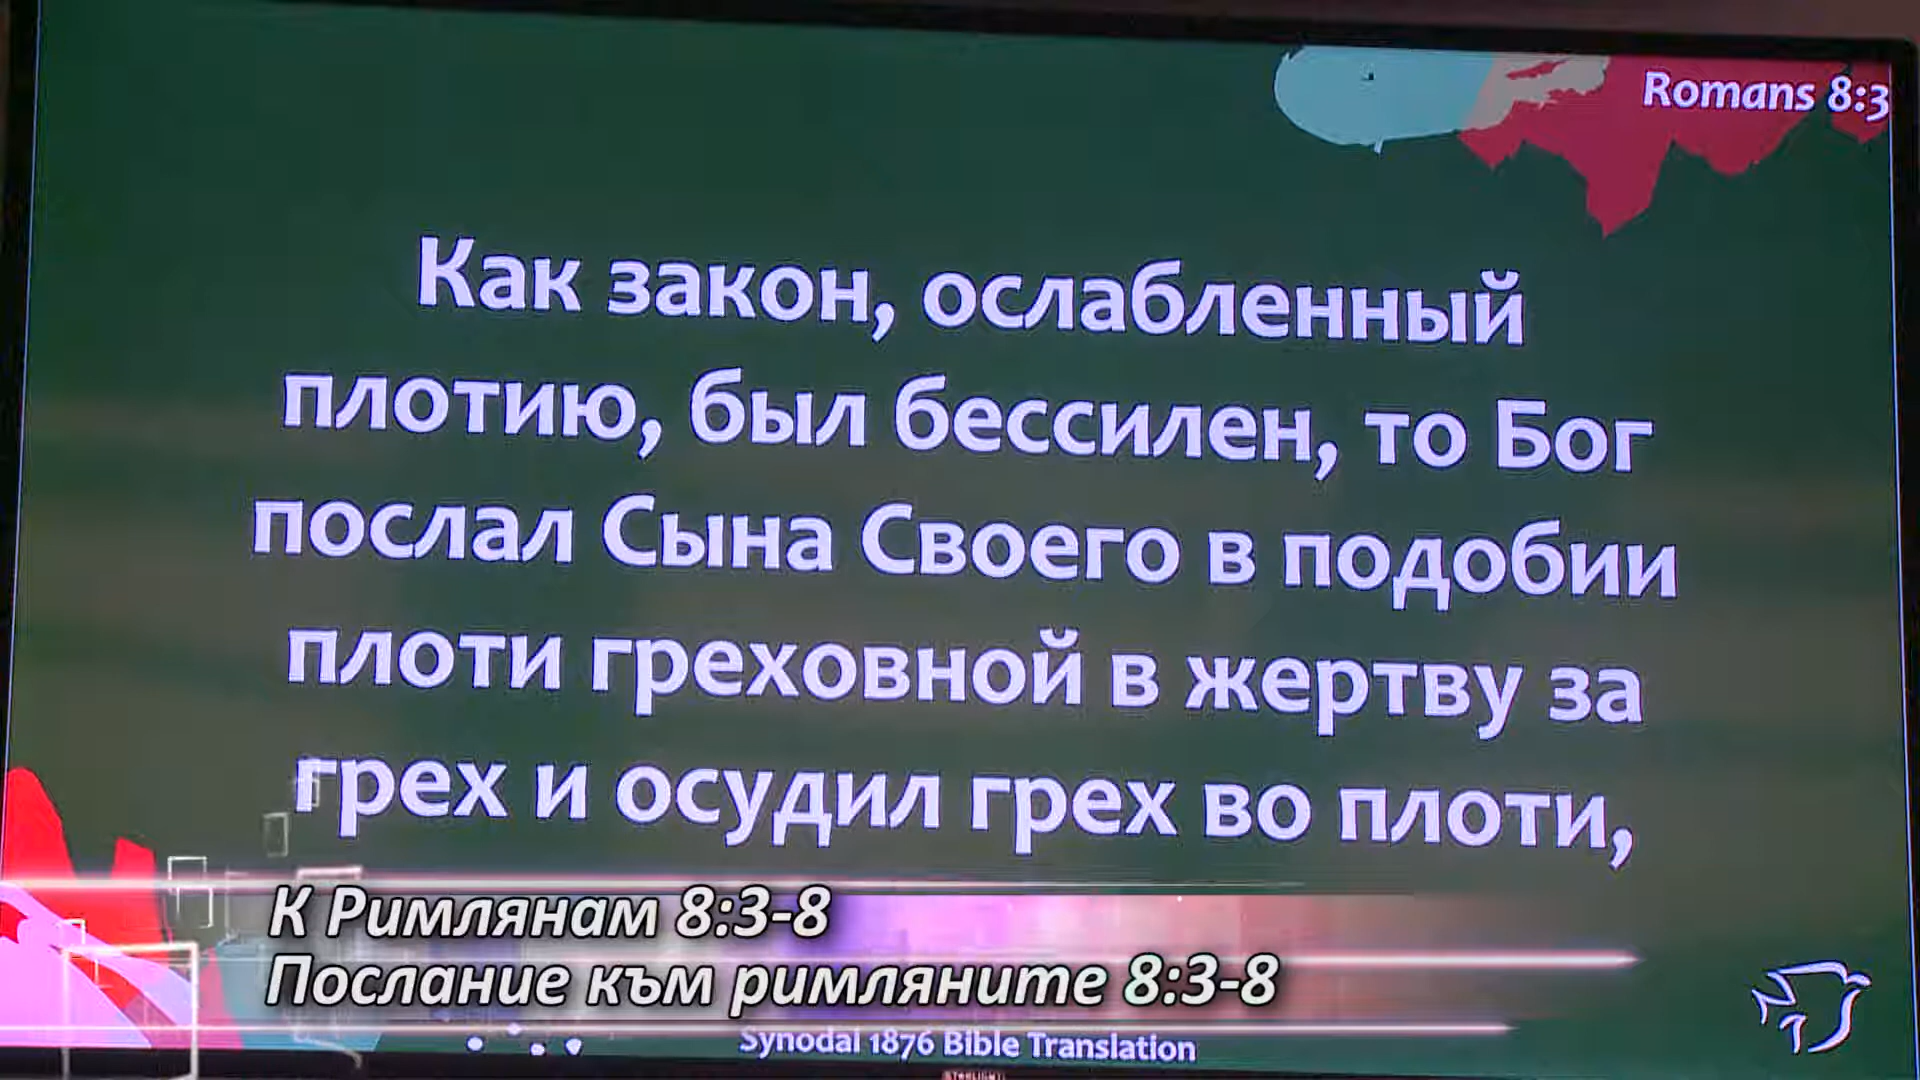 Romans 8:3
Как закон, ослабленный
плотию, был бессилен, то Бог
послал Сына Своего в подобии
плоти греховной в жертву за
грех и осудил грех во плоти,
К Римлянам 8:3-8
Послание към римляните 8:3-8
Synodal 1876 Bible Translation
STARLIGHT